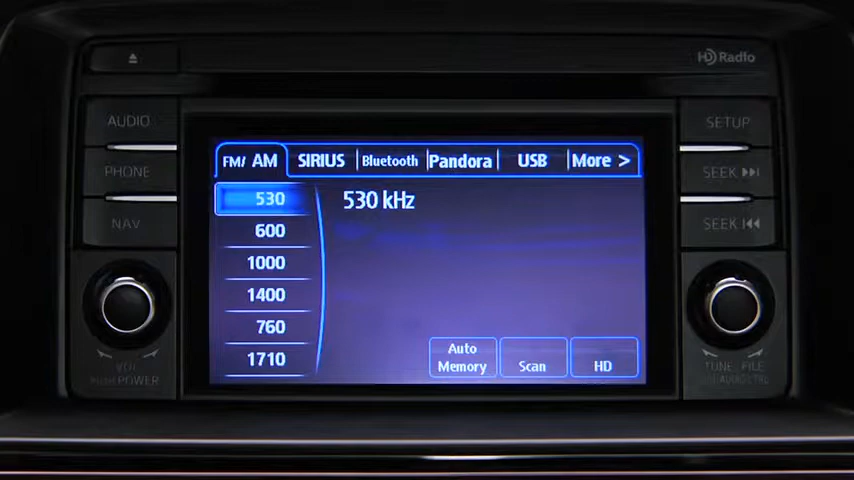 HD Radio
AUDIO
SETUP
PHONE
SEEK
NAV
SEEK
FM/ AM SIRIUS Bluetooth Pandora USB More >
530
600
1000
1400
760
1710
530 kHz
Auto
Memory
Scan
HD
VOL
PUSH POWER
TUNE FILE